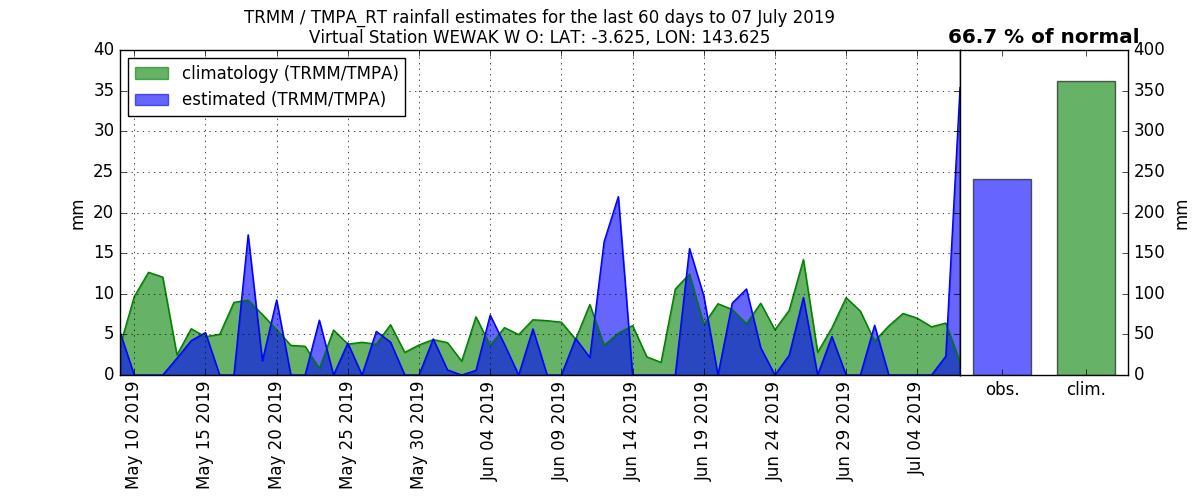 TRMM / TMPA_RT rainfall estimates for the last 60 days to 07 July 2019
Virtual Station WEWAK W O: LAT: -3.625, LON: 143.625
66.7 % of normal
climatology (TRMM/TMPA)
estimated (TRMM/TMPA)
40
35
30
25
20
15
10
5
0
mm
400
350
300
250
200
150
100
50
0
mm
May 10 2019
May 15 2019
May 20 2019
May 25 2019
May 30 2019
Jun 04 2019
Jun 09 2019
Jun 14 2019
Jun 19 2019
Jun 24 2019
Jun 29 2019
Jul 04 2019
obs.
clim.